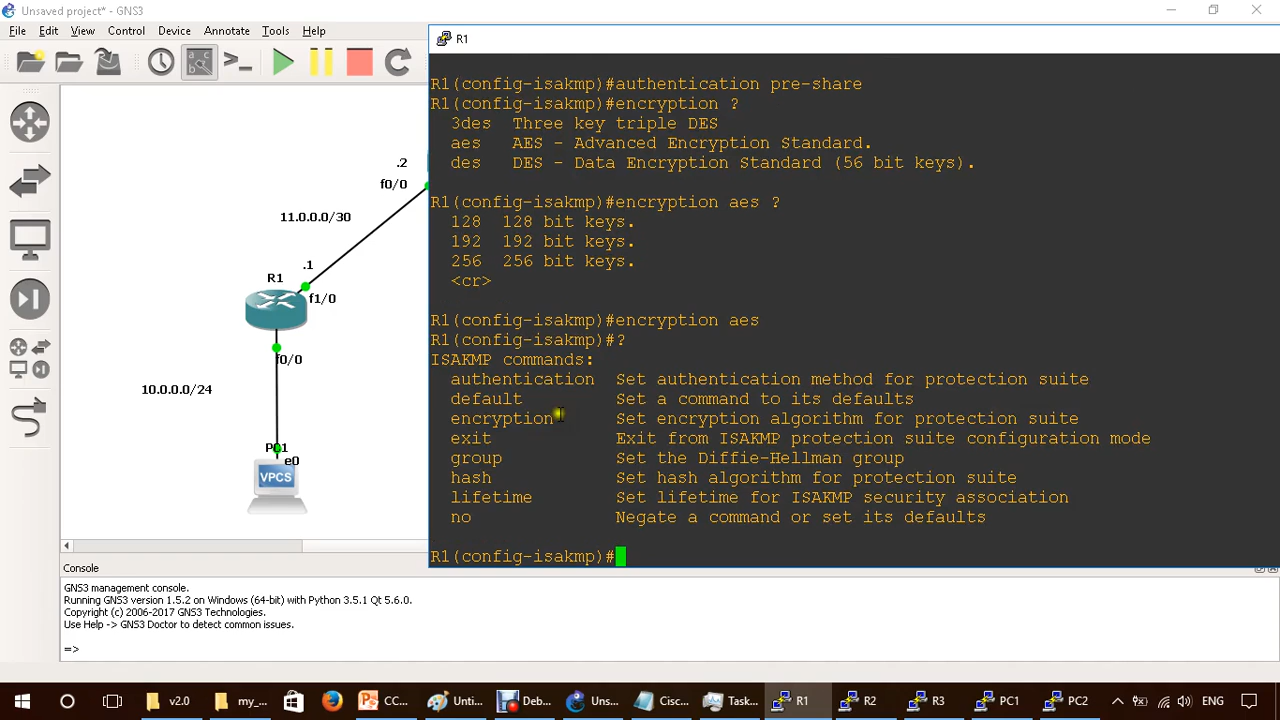 Unsaved project* - GNS3
File Edit View Control Device Annotate Tools Help
R1
.2
f0/0
11.0.0.0/30
.1
R1
f1/0
f0/0
10.0.0.0/24
e0
VPCS
R1(config-isakmp)#authentication pre-share
R1(config-isakmp)#encryption ?
3des Three key triple DES
aes AES - Advanced Encryption Standard.
des DES - Data Encryption Standard (56 bit keys).
R1(config-isakmp)#encryption aes ?
128 128 bit keys.
192 192 bit keys.
256 256 bit keys.
<cr>
R1(config-isakmp)#encryption aes
R1(config-isakmp)#?
ISAKMP commands:
authentication Set authentication method for protection suite
default Set a command to its defaults
encryption Set encryption algorithm for protection suite
exit Exit from ISAKMP protection suite configuration mode
group Set the Diffie-Hellman group
hash Set hash algorithm for protection suite
lifetime Set lifetime for ISAKMP security association
no Negate a command or set its defaults
R1(config-isakmp)#
Console
GNS3 management console.
Running GNS3 version 1.5.2 on Windows (64-bit) with Python 3.5.1 Qt 5.6.0.
Copyright (c) 2006-2017 GNS3 Technologies.
Use Help -> GNS3 Doctor to detect common issues.
=>
v2.0 my_... CC... Unti... Deb... Uns... Cisc... Task... R1 R2 R3 PC1 PC2 ENG